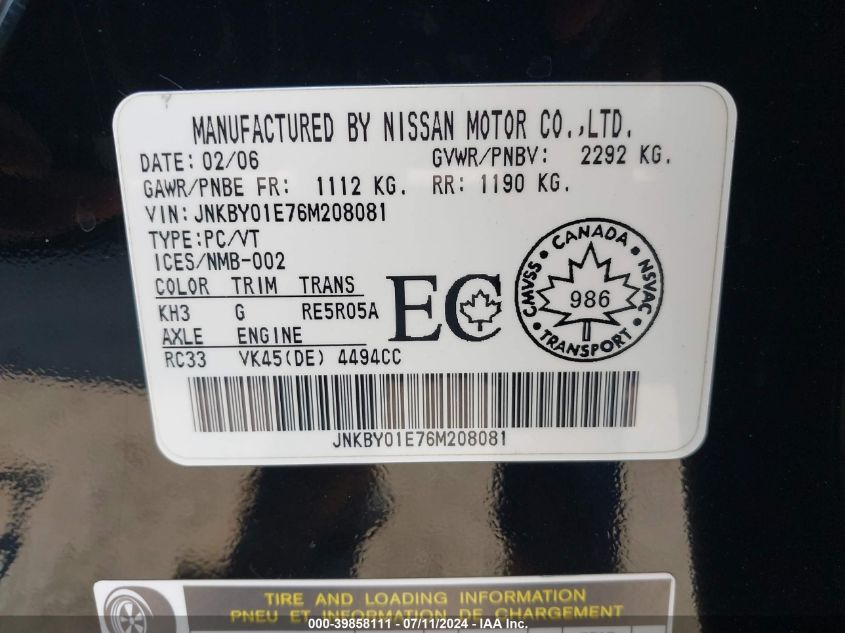 MANUFACTURED BY NISSAN MOTOR CO.,LTD.
DATE: 02/06 GVWR/PNBV: 2292 KG.
GAWR/PNBE FR: 1112 KG. RR: 1190 KG.
VIN: JNKBY01E76M208081
TYPE:PC/VT
ICES/NMB-002
COLOR TRIM TRANS
KH3 G RE5R05A
AXLE ENGINE
RC33 VK45(DE) 4494CC
EC
CANADA
CMVSS
NSVAC
986
TRANSPORT
JNKBY01E76M208081
TIRE AND LOADING INFORMATION
PNEU ET INFORMATION DE CHARGEMENT
000-39858111 - 07/11/2024 - IAA Inc.